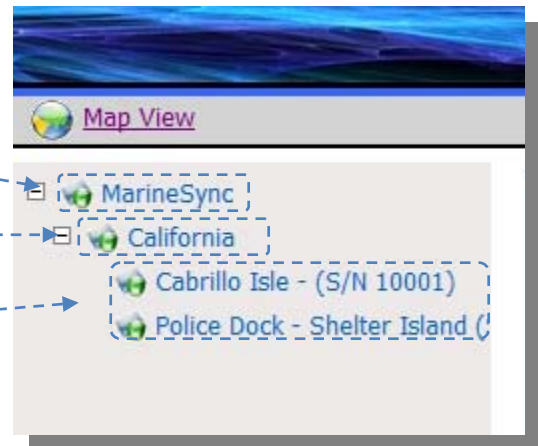 Map View
MarineSync
California
Cabrillo Isle - (S/N 10001)
Police Dock - Shelter Island (